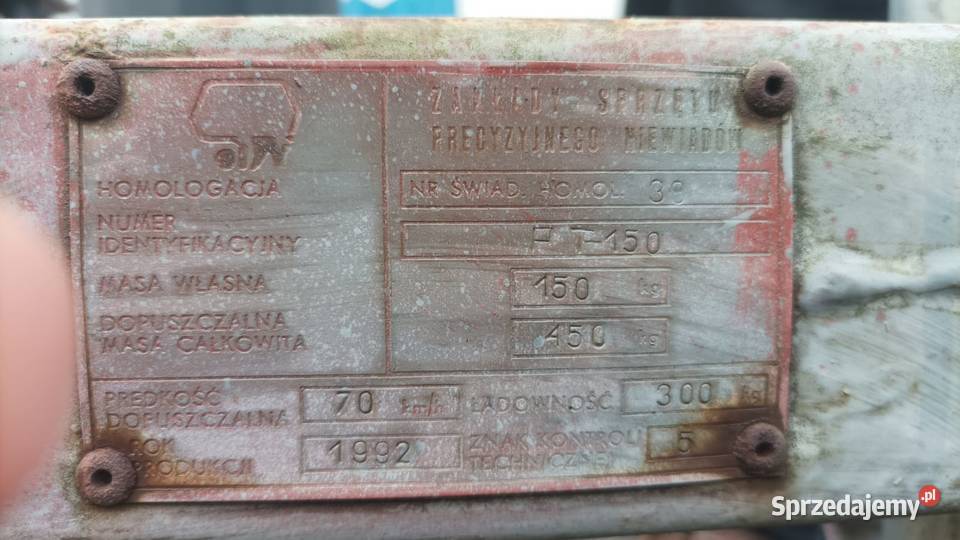 ZAKŁADY SPRZĘTU
PRECYZYJNEGO NIEWIADÓW
HOMOLOGACJA
NR ŚWIAD. HOMOL. 38
NUMER
IDENTYFIKACYJNY
PT-150
MASA WŁASNA
150 kg
DOPUSZCZALNA
MASA CAŁKOWITA
450 kg
PRĘDKOŚĆ
DOPUSZCZALNA
70 km/h
ŁADOWNOŚĆ
300 kg
ROK
PRODUKCJI
1992
ZNAK KONTROLI
TECHNICZNEJ
5
Sprzedajemy.pl